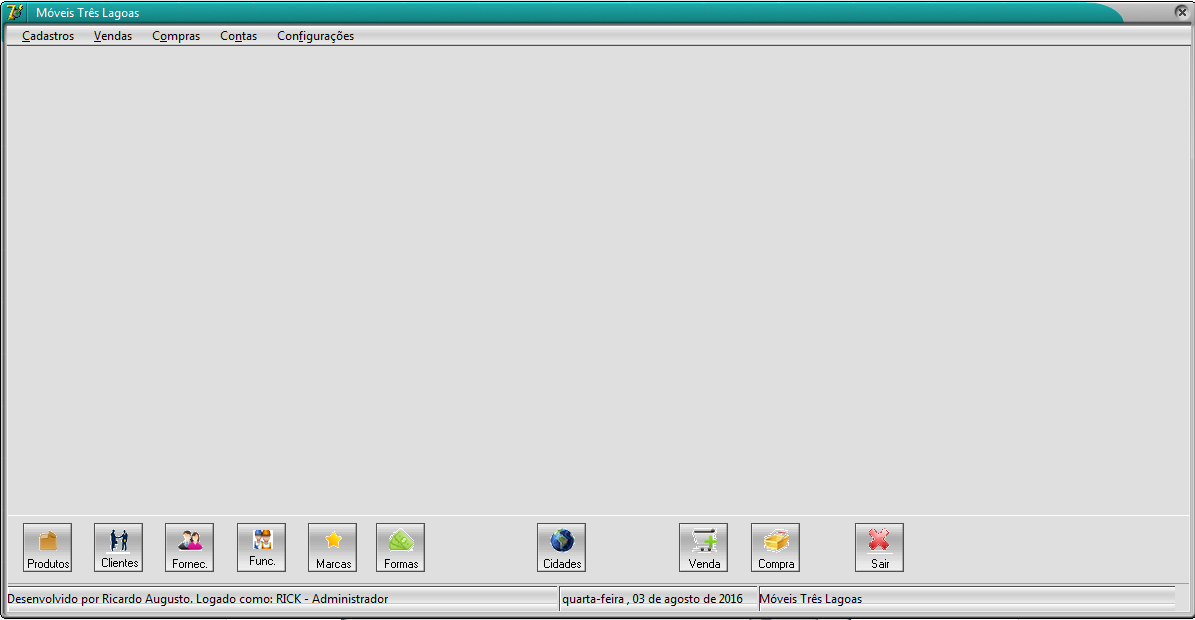 Móveis Três Lagoas
Cadastros Vendas Compras Contas Configurações
Produtos Clientes Fornec. Func. Marcas Formas Cidades Venda Compra Sair
Desenvolvido por Ricardo Augusto. Logado como: RICK - Administrador quarta-feira , 03 de agosto de 2016 Móveis Três Lagoas